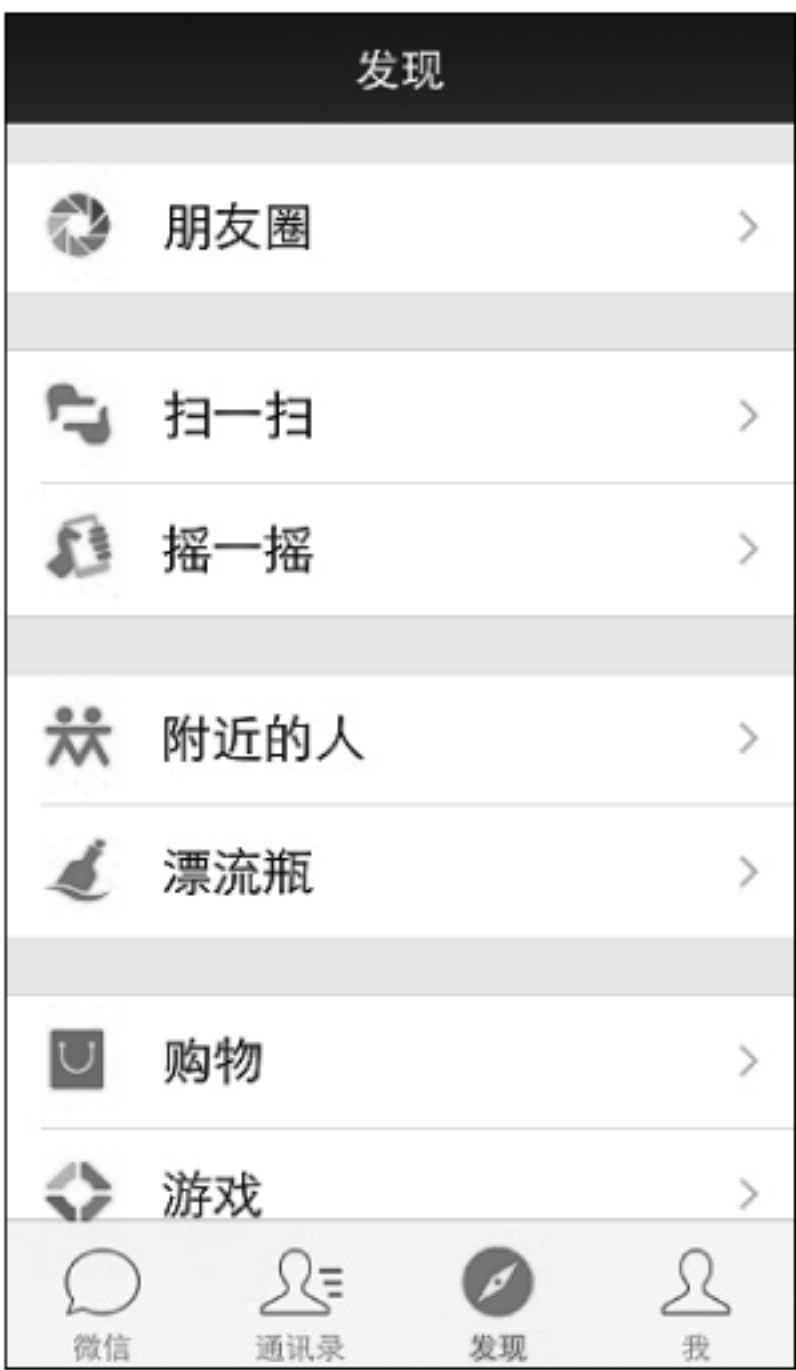 发现
朋友圈
扫一扫
摇一摇
附近的人
漂流瓶
购物
游戏
微信 通讯录 发现 我